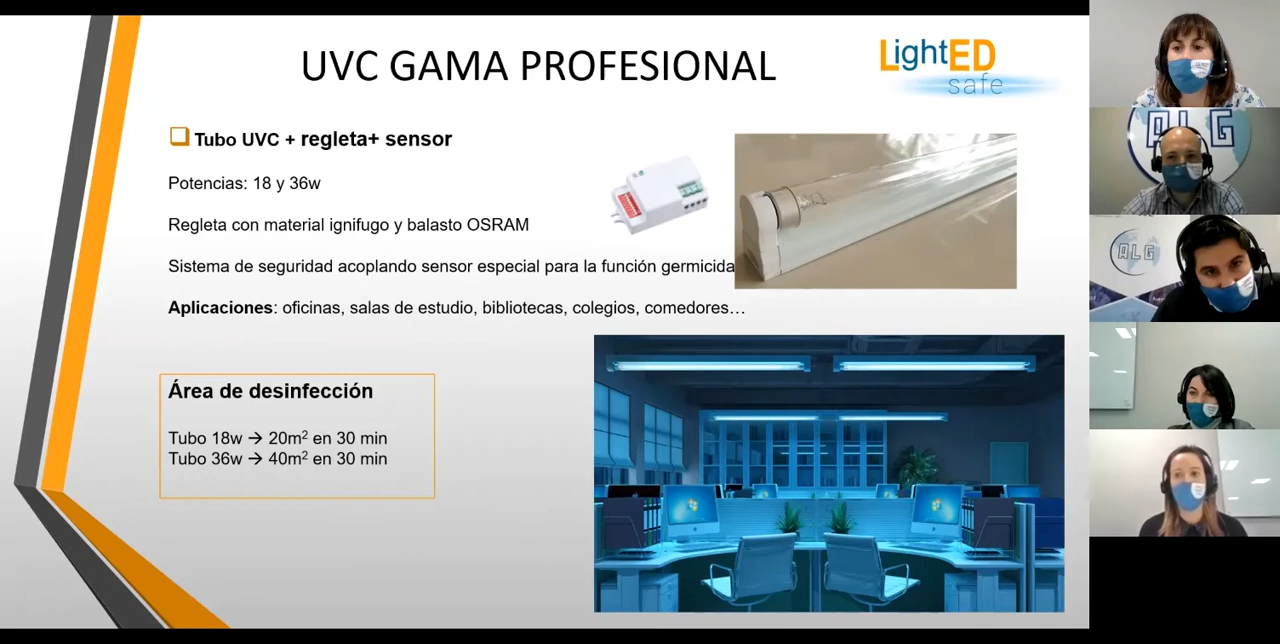 UVC GAMA PROFESIONAL
LightED
safe
Tubo UVC + regleta+ sensor
Potencias: 18 y 36w
Regleta con material ignifugo y balasto OSRAM
Sistema de seguridad acoplando sensor especial para la función germicida
Aplicaciones: oficinas, salas de estudio, bibliotecas, colegios, comedores…
Área de desinfección
Tubo 18w → 20m² en 30 min
Tubo 36w → 40m² en 30 min
ALG
ALG